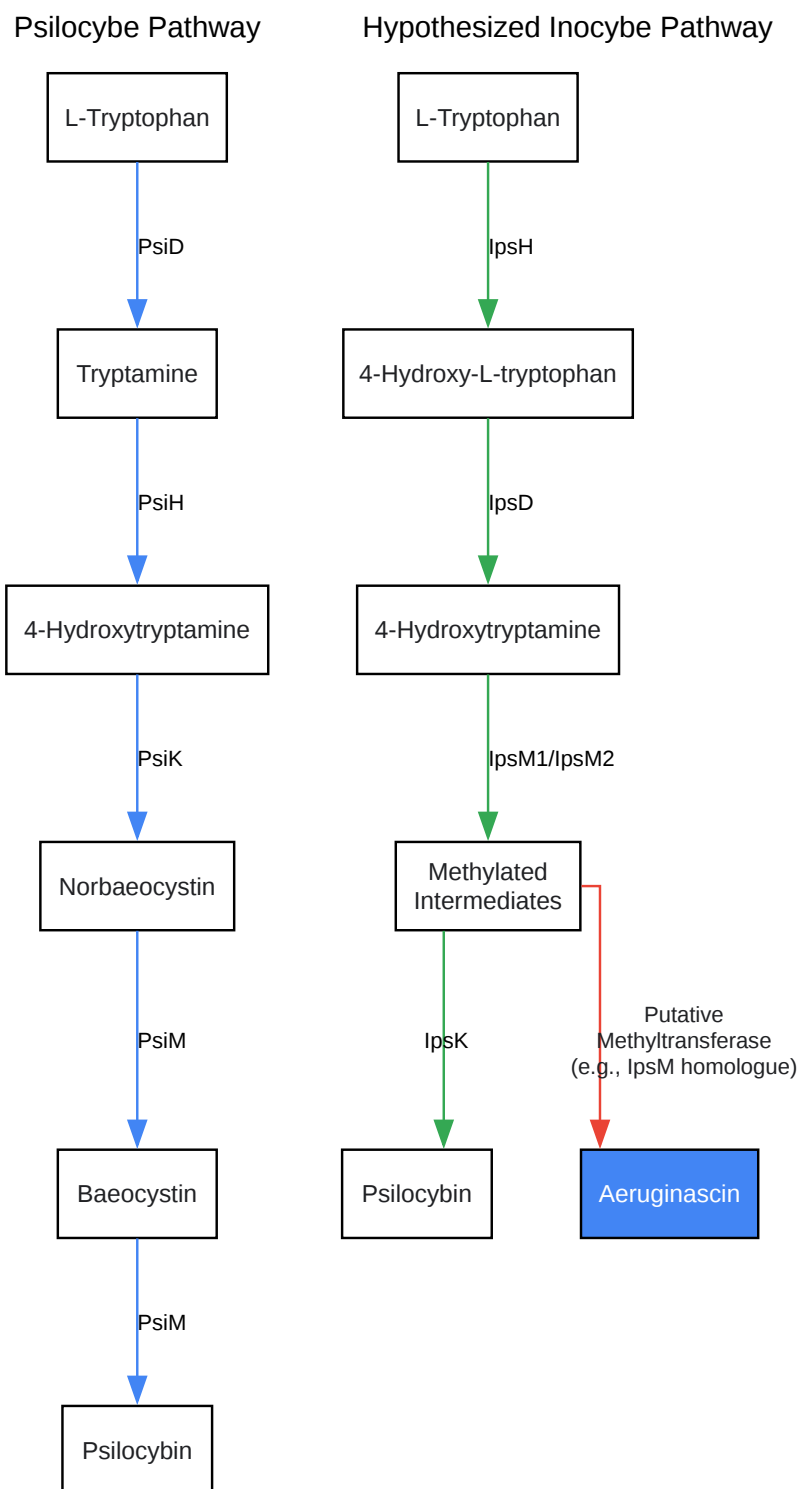 Psilocybe Pathway
L-Tryptophan
PsiD
Tryptamine
PsiH
4-Hydroxytryptamine
PsiK
Norbaeocystin
PsiM
Baeocystin
PsiM
Psilocybin
Hypothesized Inocybe Pathway
L-Tryptophan
IpsH
4-Hydroxy-L-tryptophan
IpsD
4-Hydroxytryptamine
IpsM1/IpsM2
Methylated
Intermediates
IpsK
Psilocybin
Putative
Methyltransferase
(e.g., IpsM homologue)
Aeruginascin